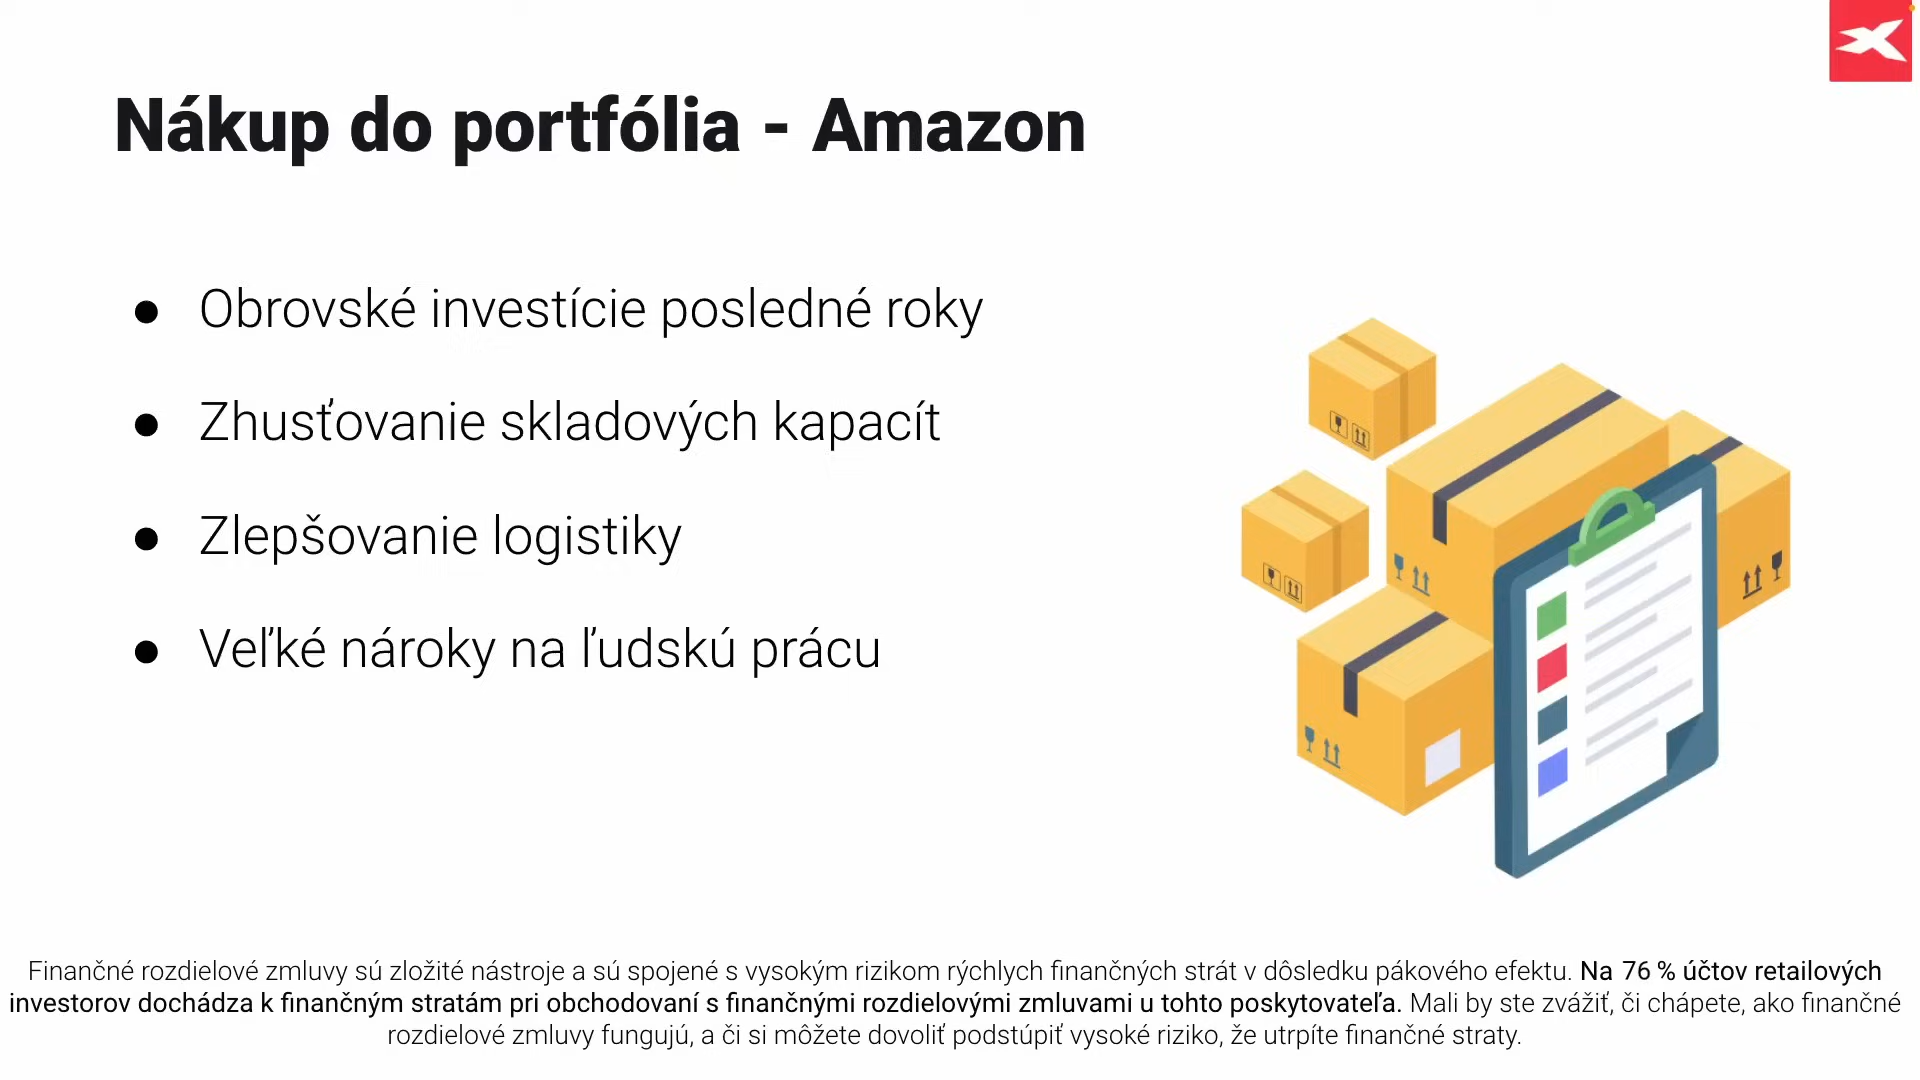 Nákup do portfólia - Amazon
● Obrovské investície posledné roky
● Zhusťovanie skladových kapacít
● Zlepšovanie logistiky
● Veľké nároky na ľudskú prácu
Finančné rozdielové zmluvy sú zložité nástroje a sú spojené s vysokým rizikom rýchlych finančných strát v dôsledku pákového efektu. Na 76 % účtov retailových
investorov dochádza k finančným stratám pri obchodovaní s finančnými rozdielovými zmluvami u tohto poskytovateľa. Mali by ste zvážiť, či chápete, ako finančné
rozdielové zmluvy fungujú, a či si môžete dovoliť podstúpiť vysoké riziko, že utrpíte finančné straty.